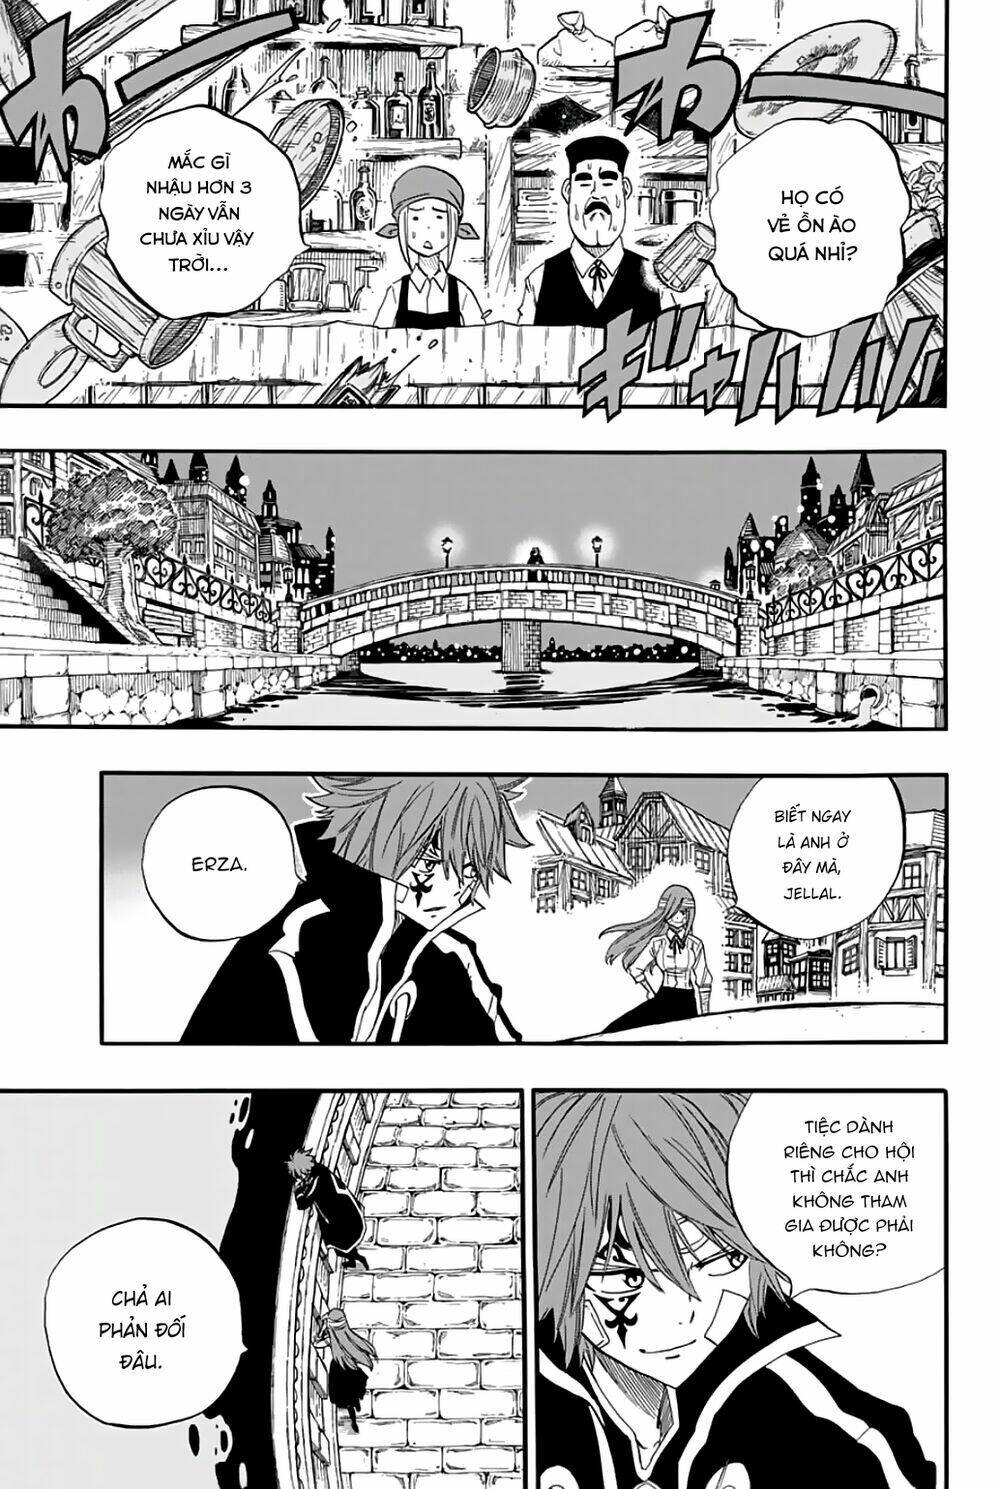 ワー
ワー
HỌ CÓ
VẺ ỒN ÀO
QUÁ NHỈ?
MẮC GÌ
NHẬU HƠN 3
NGÀY VẪN
CHƯA XỈU VẬY
TRỜI...
ギャハハハ
BIẾT NGAY
LÀ ANH Ở
ĐÂY MÀ,
JELLAL.
ERZA.
TIỆC DÀNH
RIÊNG CHO HỘI
THÌ CHẮC ANH
KHÔNG THAM
GIA ĐƯỢC PHẢI
KHÔNG?
CHẢ AI
PHẢN ĐỐI
ĐÂU.